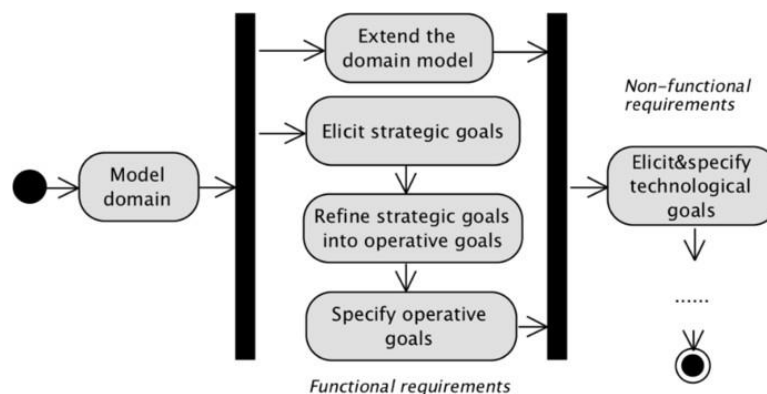 Extend the
domain model
Non-functional
requirements
Elicit strategic goals
Model
domain
Elicit&specify
technological
goals
Refine strategic goals
into operative goals
......
Specify operative
goals
Functional requirements